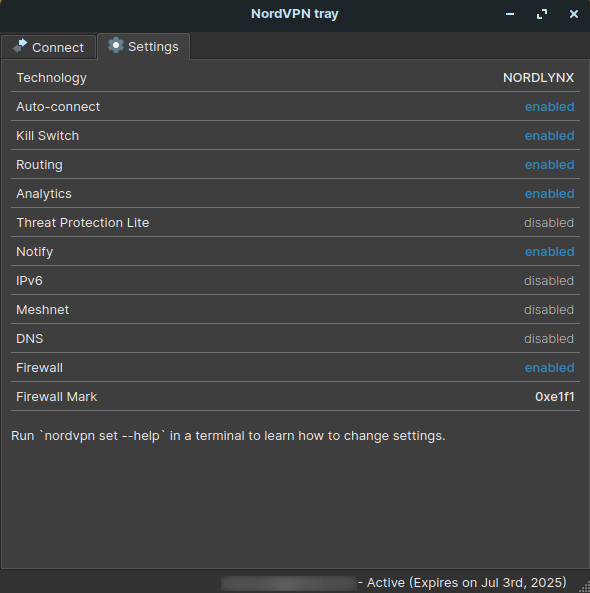 NordVPN tray
Connect Settings
Technology NORDLYNX
Auto-connect enabled
Kill Switch enabled
Routing enabled
Analytics enabled
Threat Protection Lite disabled
Notify enabled
IPv6 disabled
Meshnet disabled
DNS disabled
Firewall enabled
Firewall Mark 0xe1f1
Run `nordvpn set --help` in a terminal to learn how to change settings.
- Active (Expires on Jul 3rd, 2025)